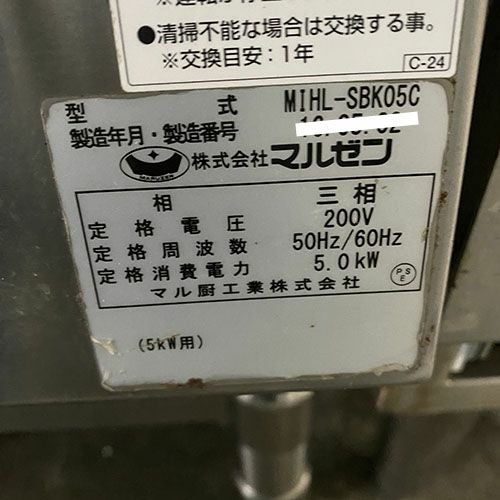 ●清掃不能な場合は交換する事。
※交換目安：1年
C-24
型式 MIHL-SBK05C
製造年月・製造番号
MARUZEN 株式会社マルゼン
相 三相
定格電圧 200V
定格周波数 50Hz/60Hz
定格消費電力 5.0kW
マル厨工業株式会社
PSE
(5kW用)